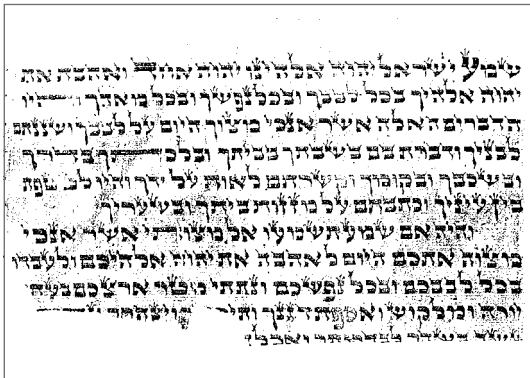 שמע ישראל יהוה אלהינו יהוה אחד ואהבת את
יהוה אלהיך בכל לבבך ובכל נפשך ובכל מאדך והיו
הדברים האלה אשר אנכי מצוך היום על לבבך ושננתם
לבניך ודברת בם בשבתך בביתך בדרך
ובשכבך ובקומך וקשרתם לאות על ידך והיו לטטפת
בין עיניך וכתבתם על מזוזות ביתך ובשעריך
והיה אם שמע תשמעו אל מצותי אשר אנכי
מצוה אתכם היום לאהבה את יהוה אלהיכם ולעבדו
בכל לבבכם ובכל נפשכם ונתתי מטר ארצכם בעתו
יורה ומלקוש ואספת דגנך